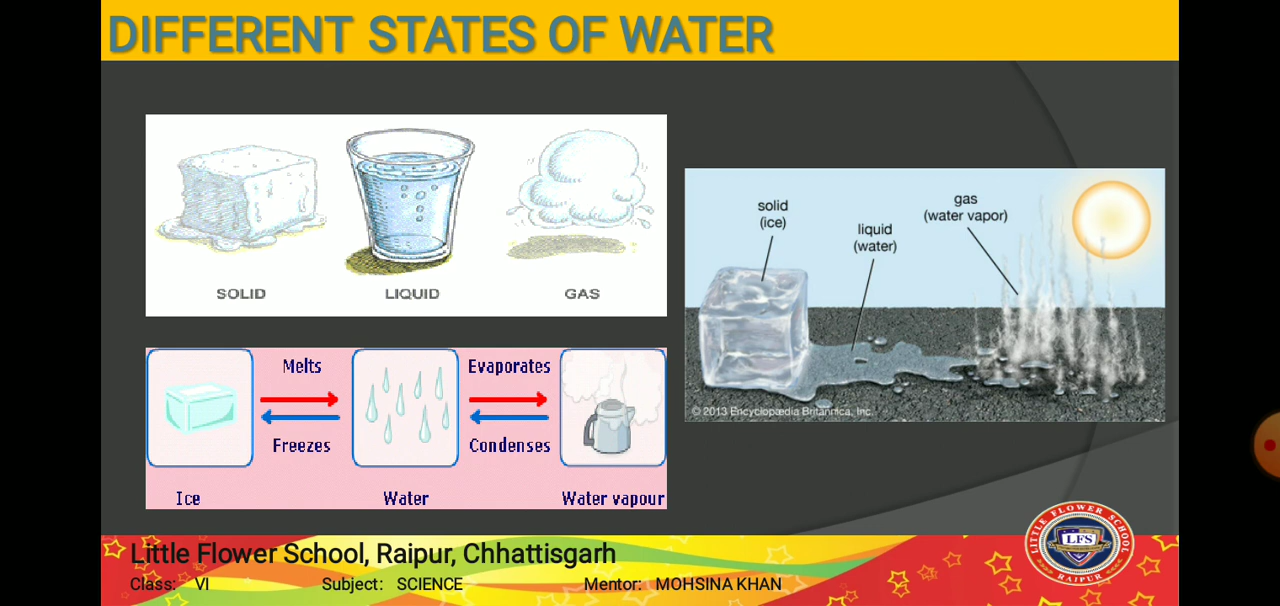 DIFFERENT STATES OF WATER
SOLID LIQUID GAS
solid
(ice)
liquid
(water)
gas
(water vapor)
© 2013 Encyclopædia Britannica, Inc.
Melts Evaporates
Freezes Condenses
Ice Water Water vapour
Little Flower School, Raipur, Chhattisgarh
Class: VI Subject: SCIENCE Mentor: MOHSINA KHAN
LITTLE FLOWER SCHOOL
LFS
RAIPUR